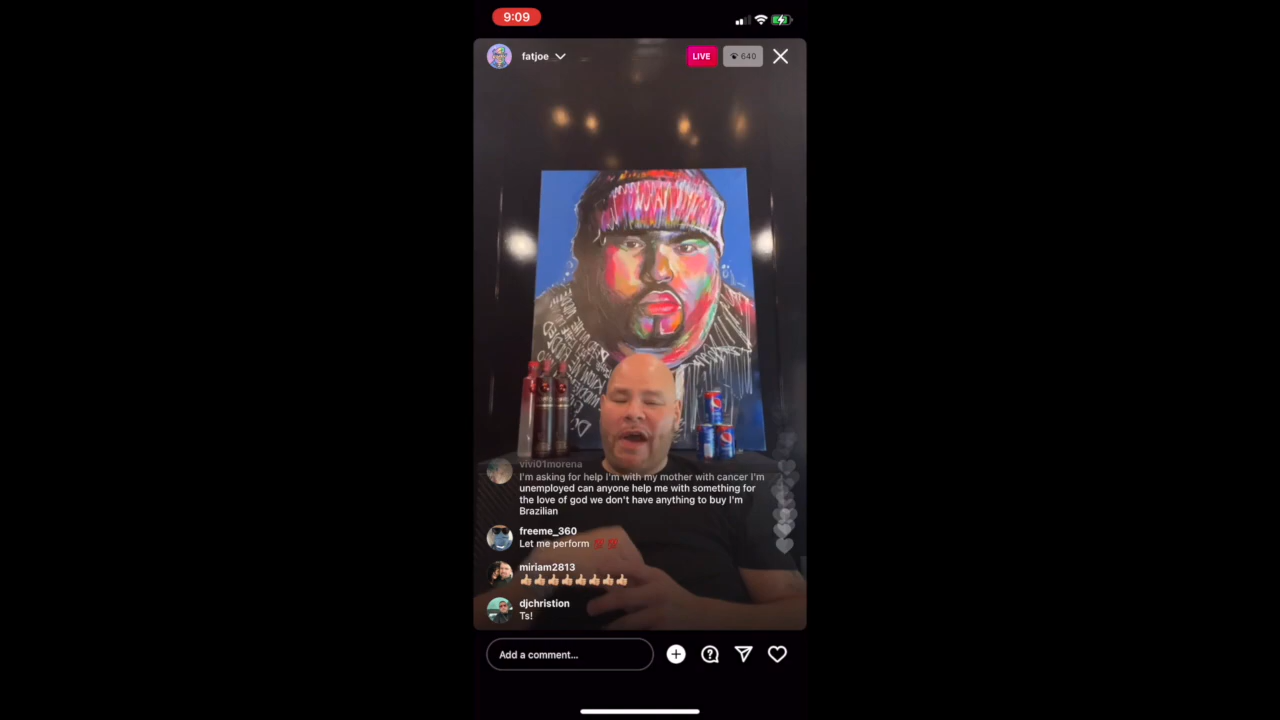 9:09
fatjoe
LIVE
640
vivi01morena
I'm asking for help I'm with my mother with cancer I'm
unemployed can anyone help me with something for
the love of god we don't have anything to buy I'm
Brazilian
freeme_360
Let me perform 💯 💯
miriam2813
👍🏼👍🏼👍🏼👍🏼👍🏼👍🏼👍🏼👍🏼
djchristion
Ts!
Add a comment...